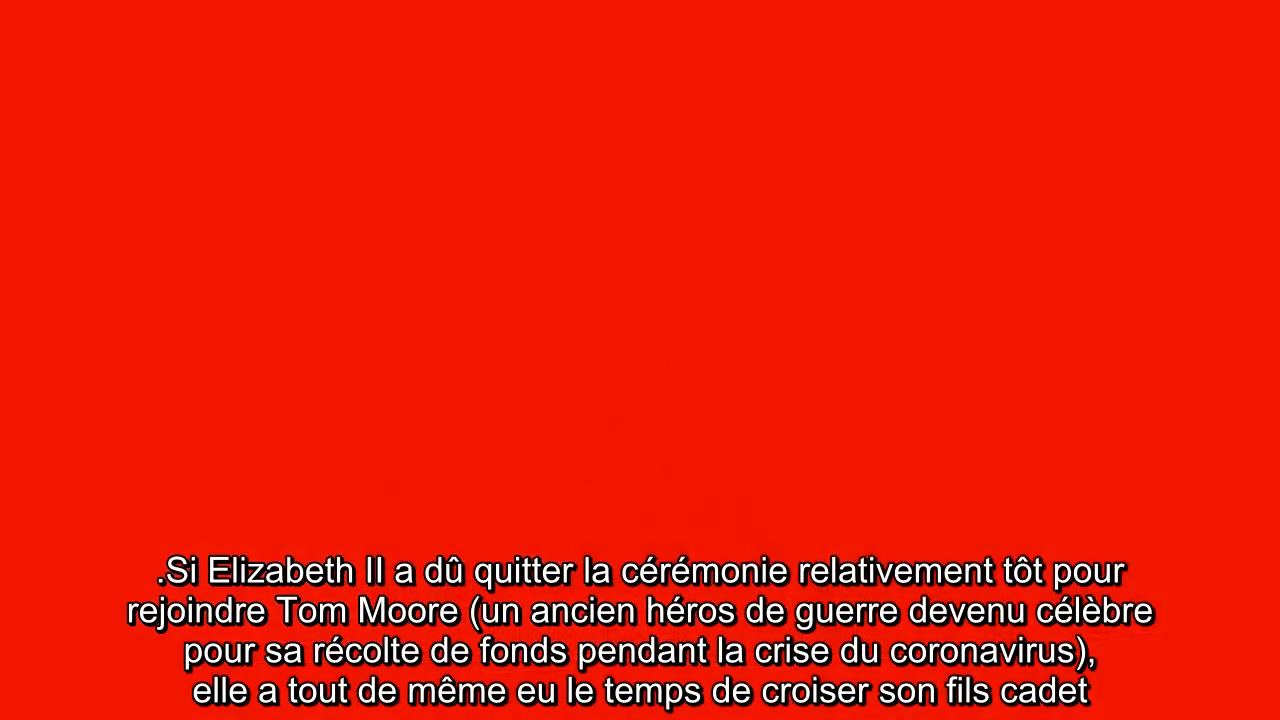 .Si Elizabeth II a dû quitter la cérémonie relativement tôt pour
rejoindre Tom Moore (un ancien héros de guerre devenu célèbre
pour sa récolte de fonds pendant la crise du coronavirus),
elle a tout de même eu le temps de croiser son fils cadet